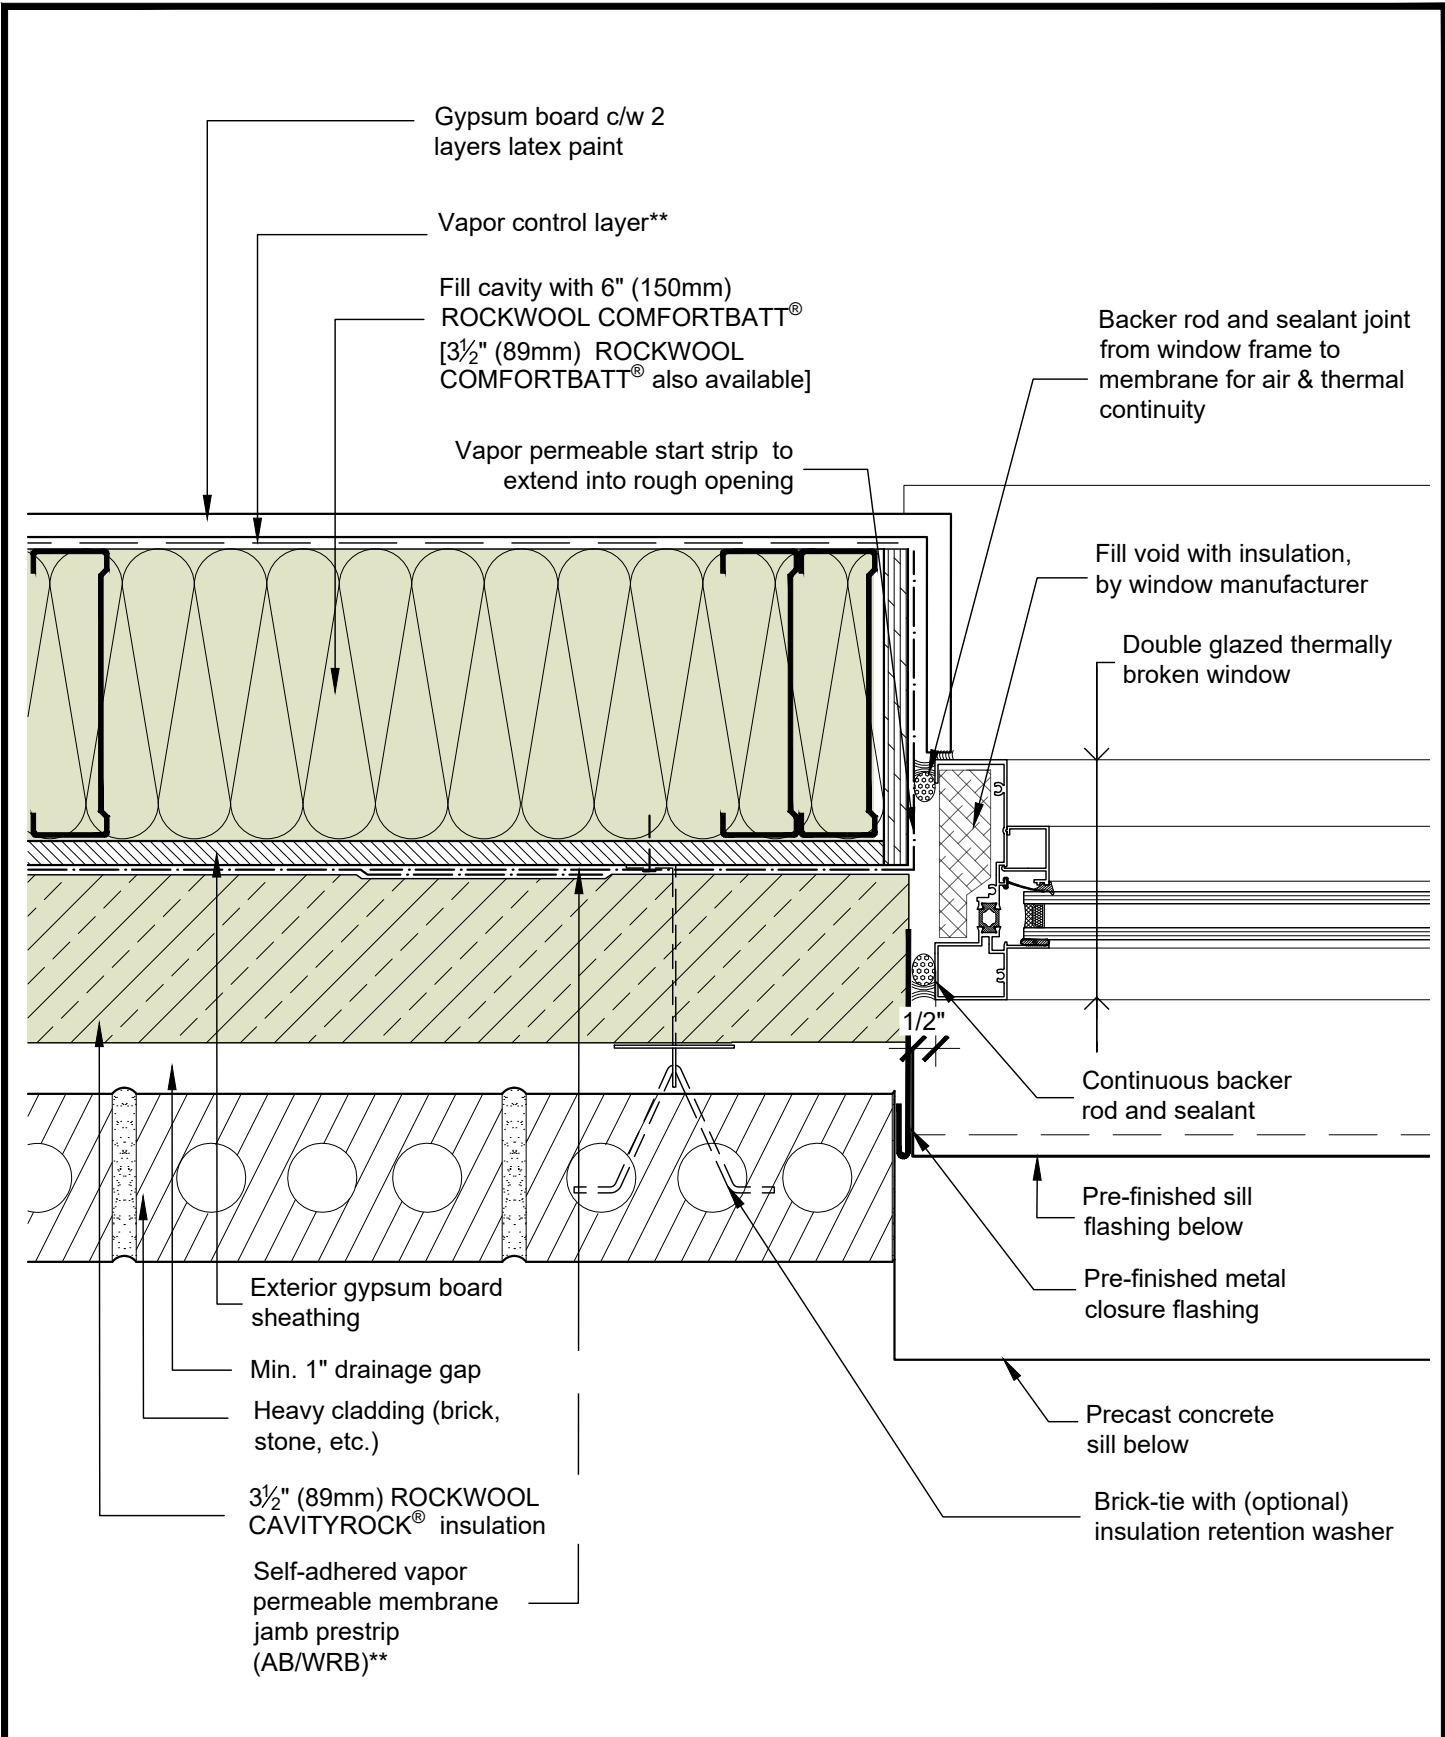 Gypsum board c/w 2
layers latex paint
Vapor control layer**
Fill cavity with 6" (150mm)
ROCKWOOL COMFORTBATT®
[3½" (89mm) ROCKWOOL
COMFORTBATT® also available]
Vapor permeable start strip to
extend into rough opening
Backer rod and sealant joint
from window frame to
membrane for air & thermal
continuity
Fill void with insulation,
by window manufacturer
Double glazed thermally
broken window
1/2"
Continuous backer
rod and sealant
Pre-finished sill
flashing below
Pre-finished metal
closure flashing
Precast concrete
sill below
Brick-tie with (optional)
insulation retention washer
Exterior gypsum board
sheathing
Min. 1" drainage gap
Heavy cladding (brick,
stone, etc.)
3½" (89mm) ROCKWOOL
CAVITYROCK® insulation
Self-adhered vapor
permeable membrane
jamb prestrip
(AB/WRB)**